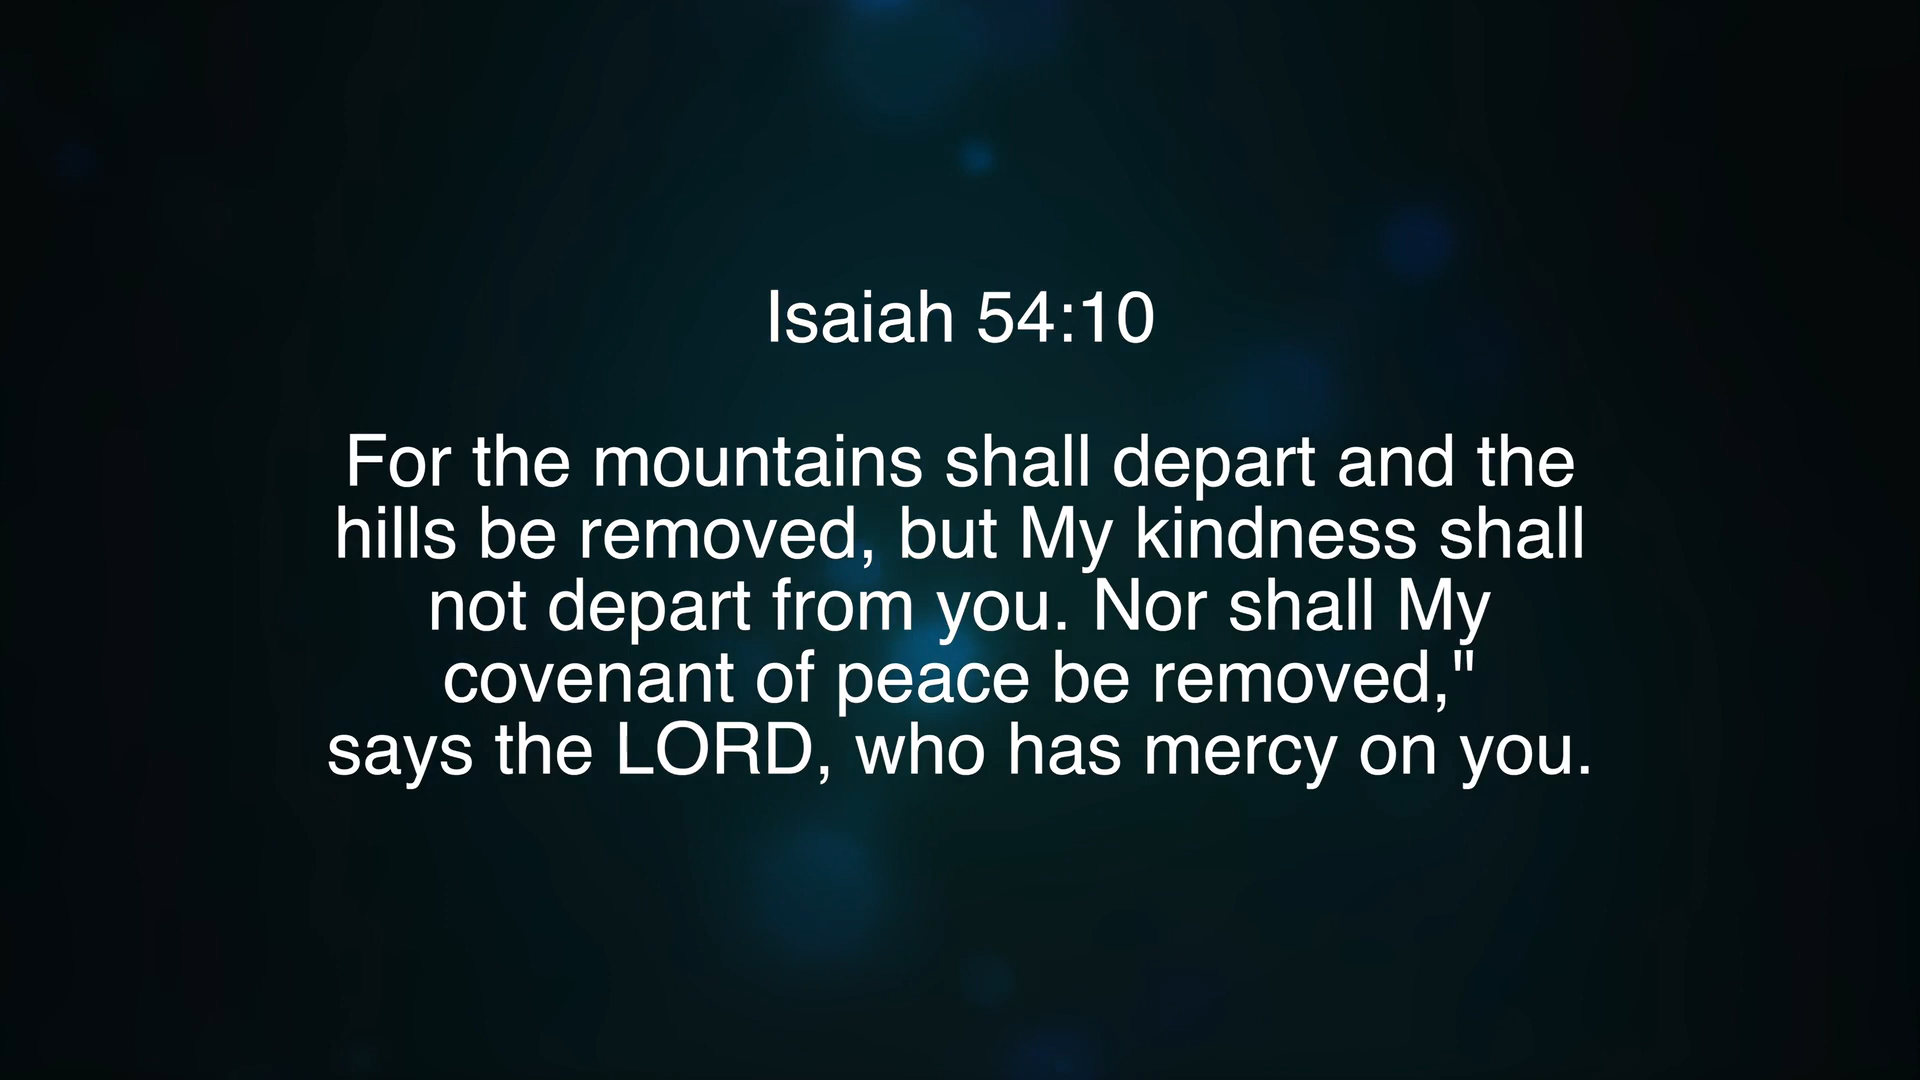 Isaiah 54:10
For the mountains shall depart and the
hills be removed, but My kindness shall
not depart from you. Nor shall My
covenant of peace be removed,"
says the LORD, who has mercy on you.